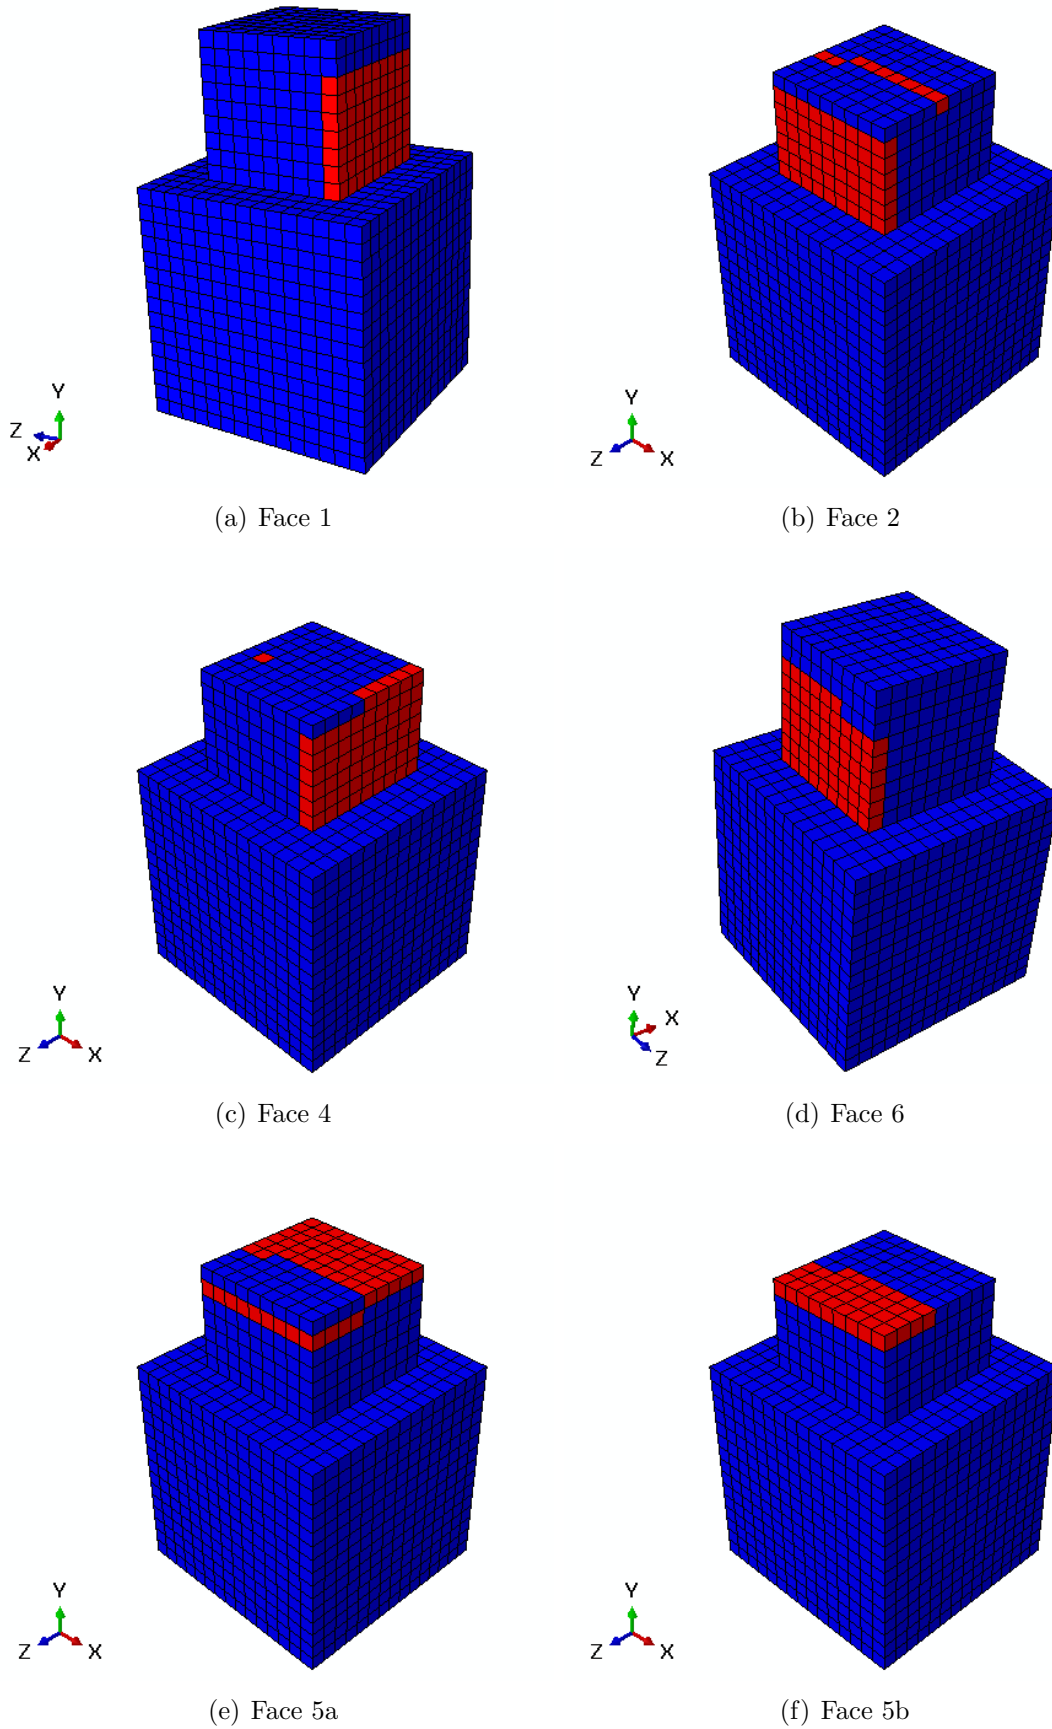 Y
Z
X
(a) Face 1
Y
Z
X
(b) Face 2
Y
Z
X
(c) Face 4
Y
X
Z
(d) Face 6
Y
Z
X
(e) Face 5a
Y
Z
X
(f) Face 5b